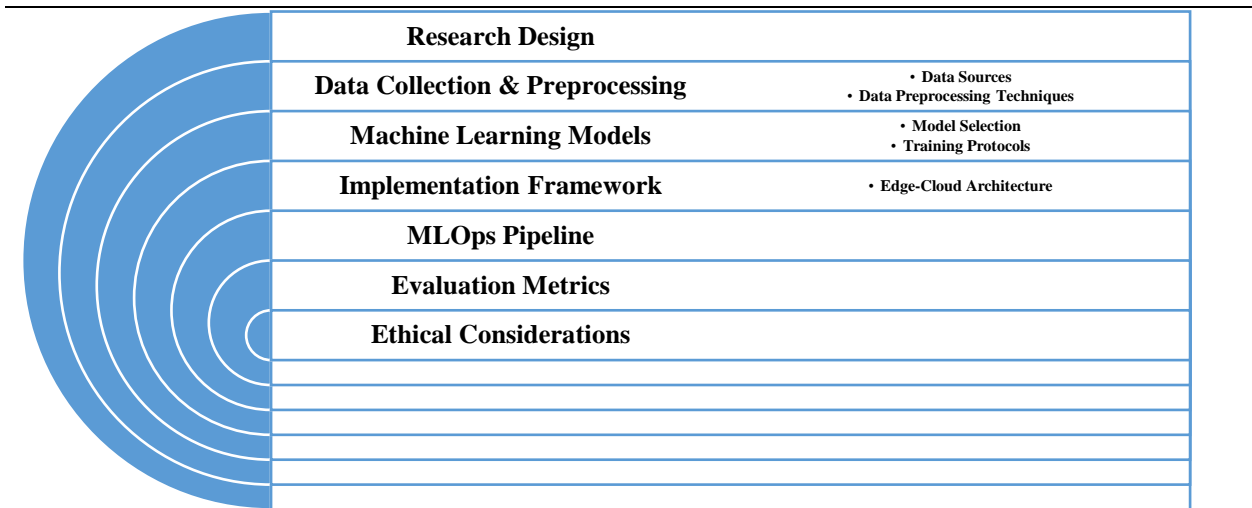 Research Design
Data Collection & Preprocessing
• Data Sources
• Data Preprocessing Techniques
Machine Learning Models
• Model Selection
• Training Protocols
Implementation Framework
• Edge-Cloud Architecture
MLOps Pipeline
Evaluation Metrics
Ethical Considerations